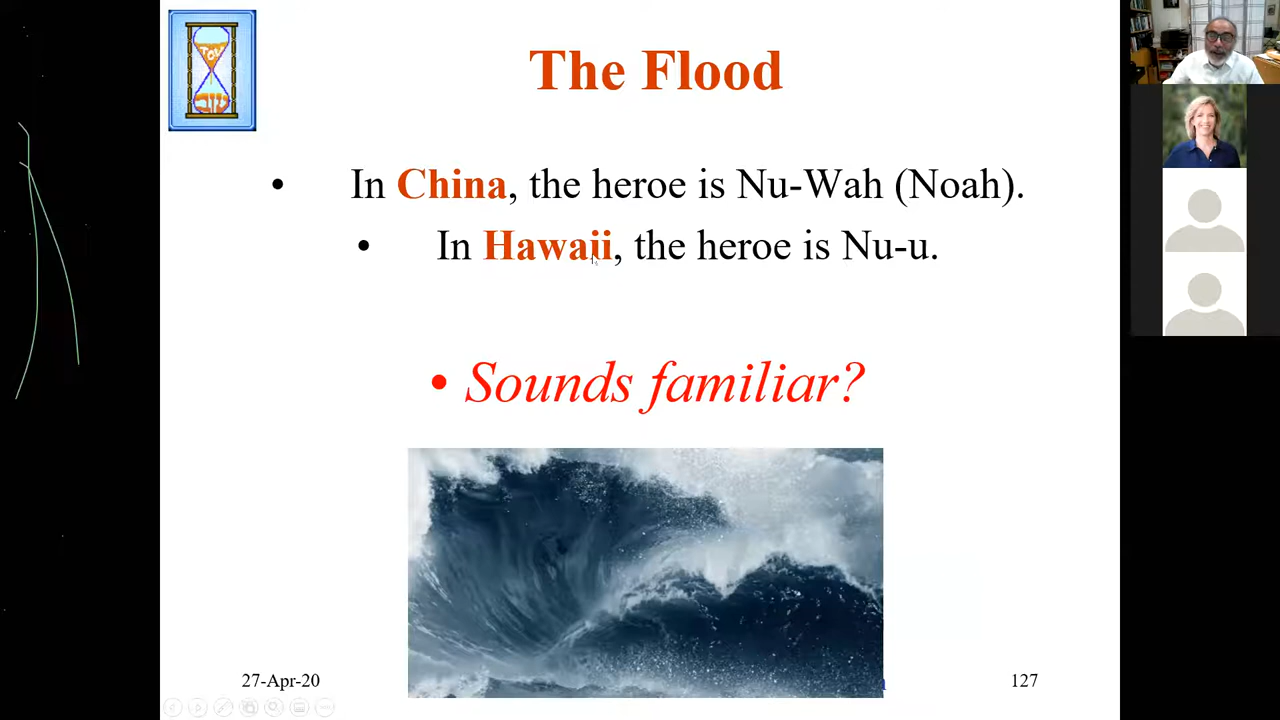 The Flood
• In China, the heroe is Nu-Wah (Noah).
• In Hawaii, the heroe is Nu-u.
• Sounds familiar?
27-Apr-20
127